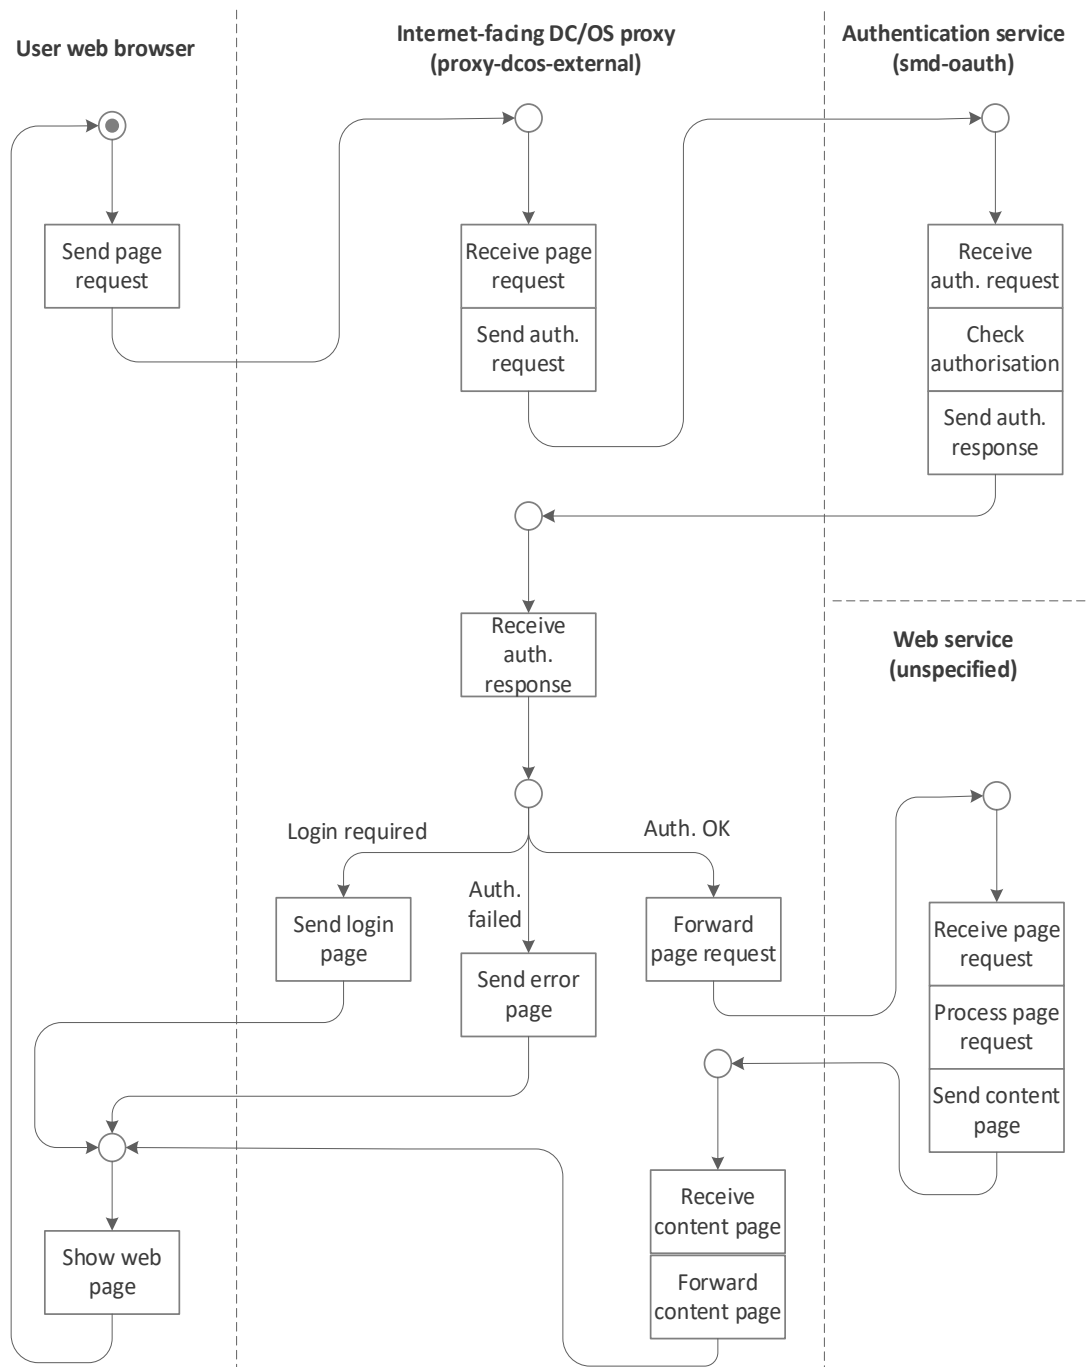 User web browser
Internet-facing DC/OS proxy
(proxy-dcos-external)
Authentication service
(smd-oauth)
Send page
request
Receive page
request
Send auth.
request
Receive
auth. request
Check
authorisation
Send auth.
response
Receive
auth.
response
Web service
(unspecified)
Login required
Auth.
failed
Auth. OK
Send login
page
Send error
page
Forward
page request
Receive page
request
Process page
request
Send content
page
Receive
content page
Forward
content page
Show web
page